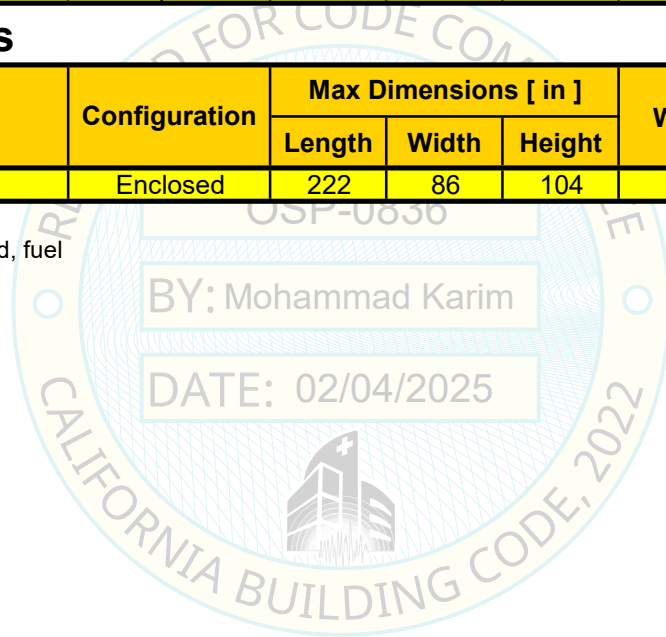 s
FOR CODE COM
Max Dimensions [ in ]
Configuration
W
Length Width Height
Enclosed 222 86 104
OSP-0836
d, fuel
BY: Mohammad Karim
DATE: 02/04/2025
CALIFORNIA BUILDING CODE, 2022